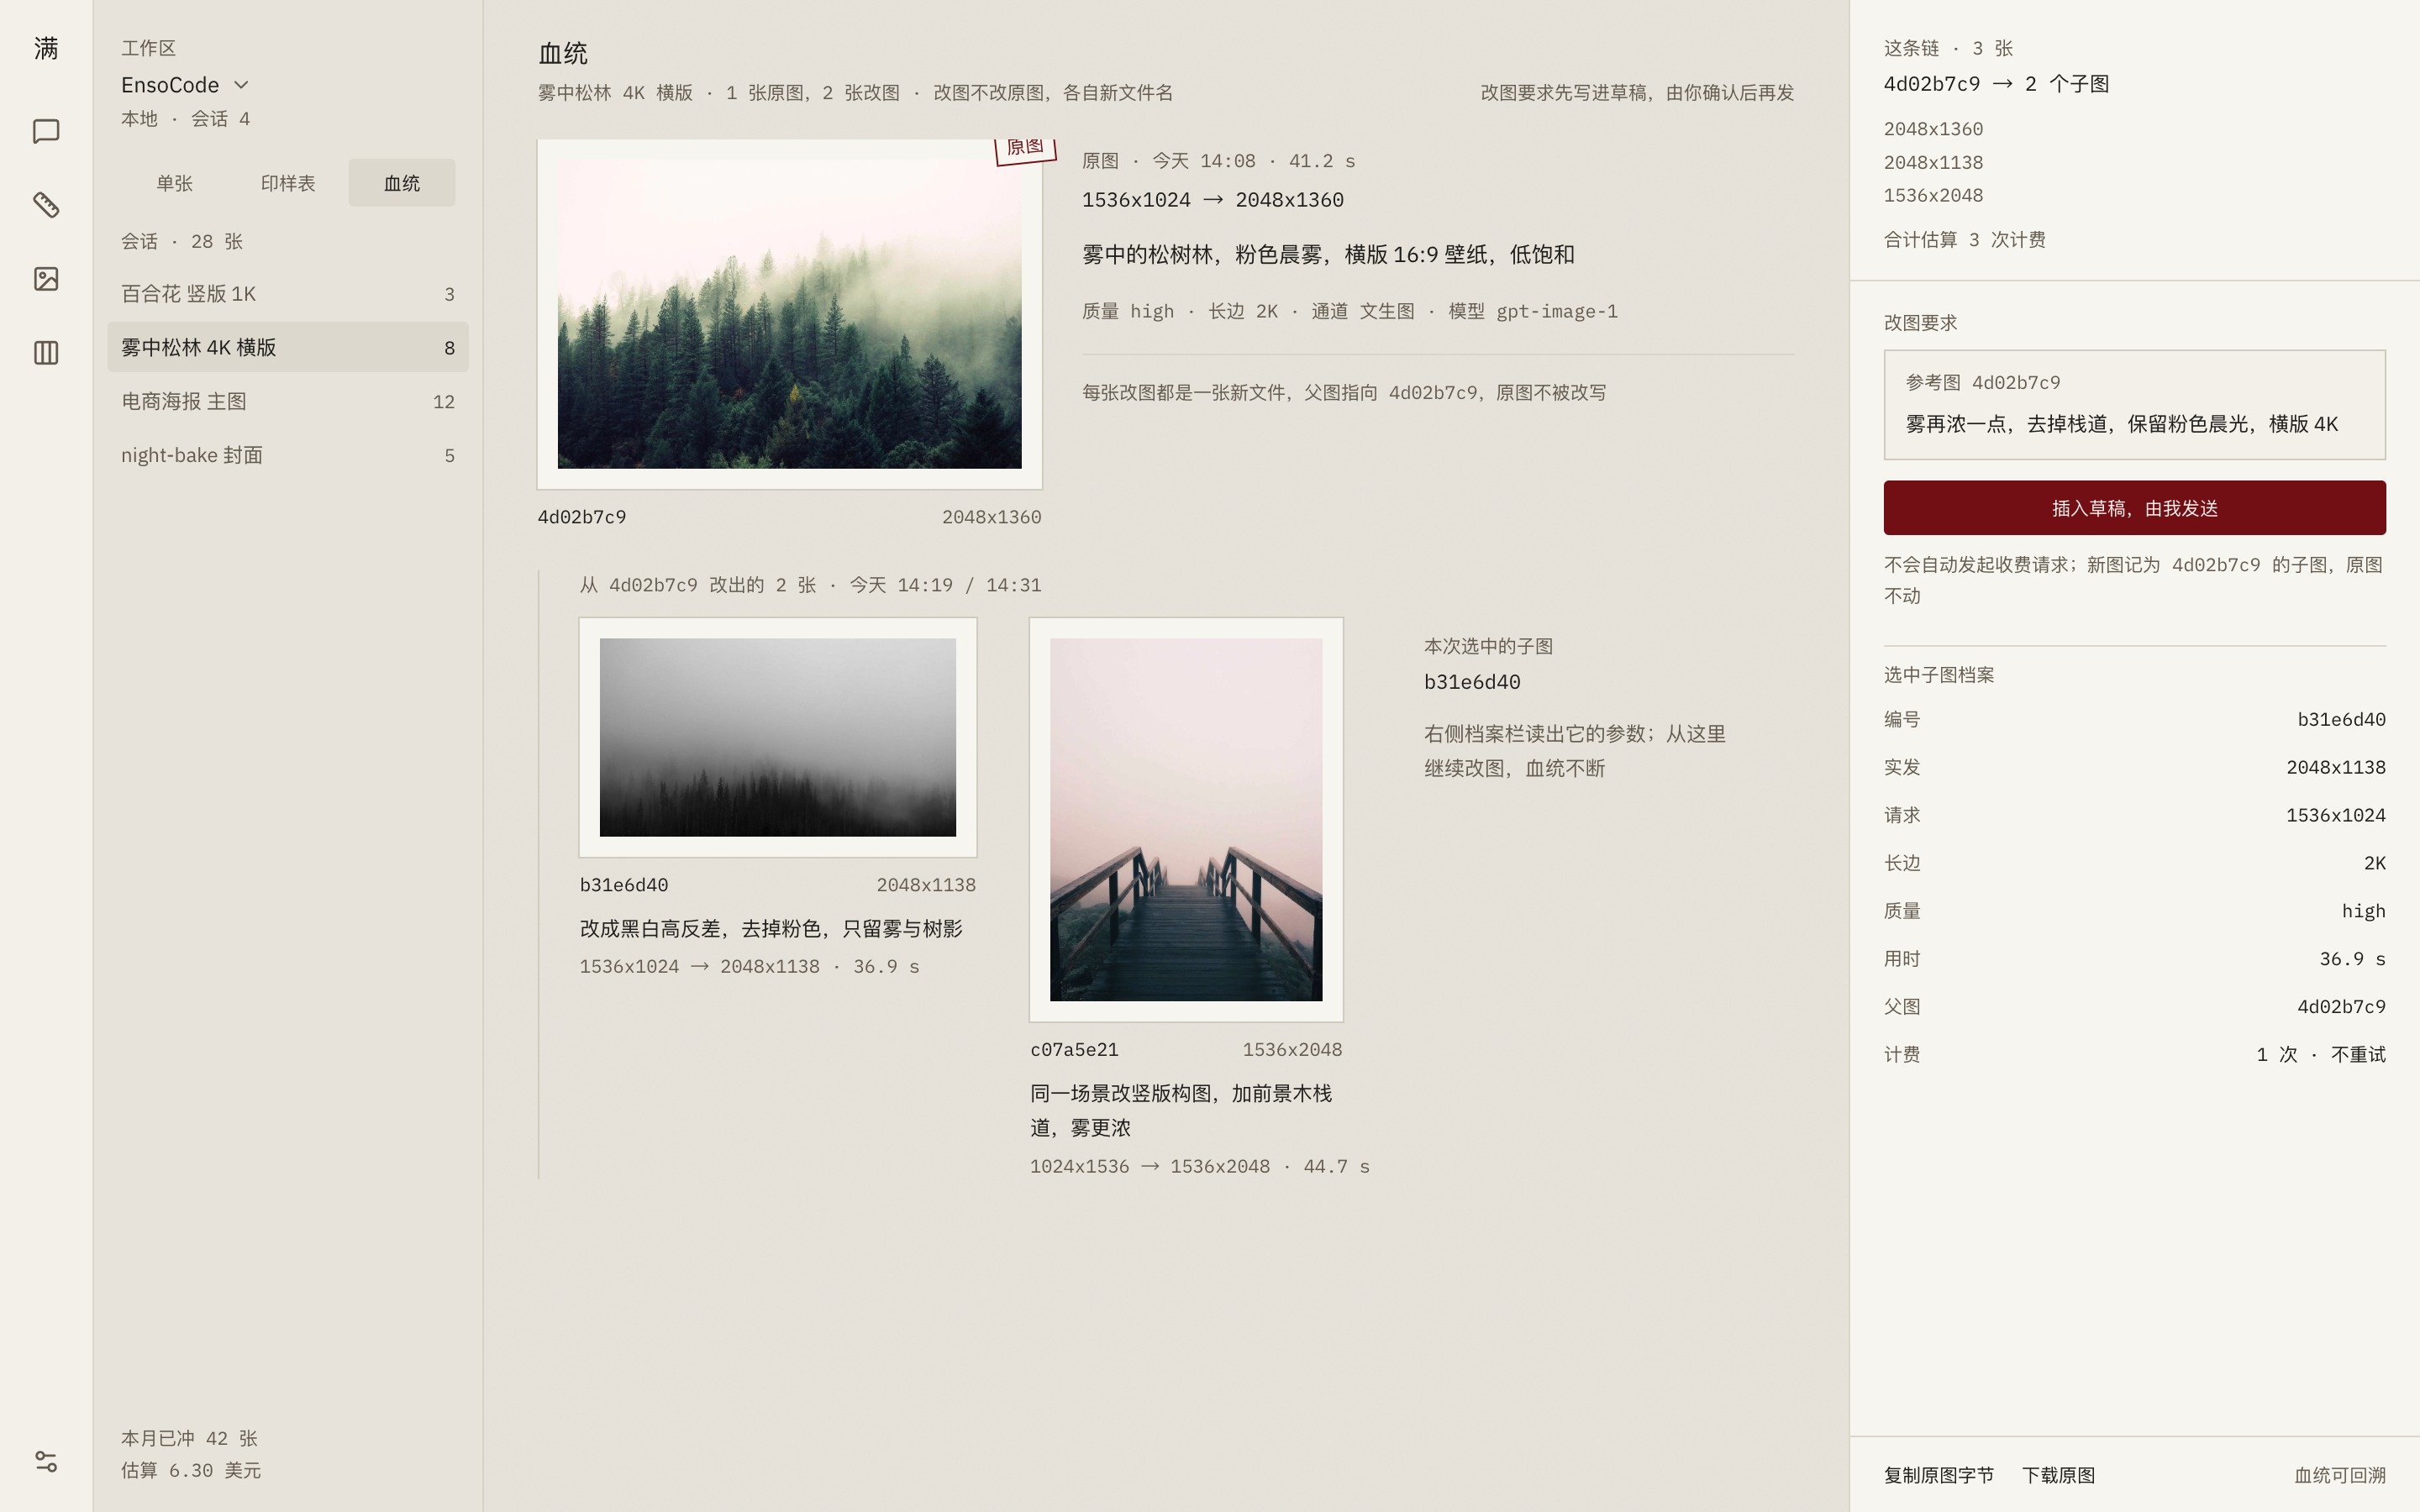 满
工作区
EnsoCode
本地 · 会话 4
单张 印样表 血统
会话 · 28 张
百合花 竖版 1K 3
雾中松林 4K 横版 8
电商海报 主图 12
night-bake 封面 5
本月已冲 42 张
估算 6.30 美元
血统
雾中松林 4K 横版 · 1 张原图，2 张改图 · 改图不改原图，各自新文件名
改图要求先写进草稿，由你确认后再发
原图
4d02b7c9 2048x1360
原图 · 今天 14:08 · 41.2 s
1536x1024 → 2048x1360
雾中的松树林，粉色晨雾，横版 16:9 壁纸，低饱和
质量 high · 长边 2K · 通道 文生图 · 模型 gpt-image-1
每张改图都是一张新文件，父图指向 4d02b7c9，原图不被改写
从 4d02b7c9 改出的 2 张 · 今天 14:19 / 14:31
b31e6d40 2048x1138
改成黑白高反差，去掉粉色，只留雾与树影
1536x1024 → 2048x1138 · 36.9 s
c07a5e21 1536x2048
同一场景改竖版构图，加前景木栈
道，雾更浓
1024x1536 → 1536x2048 · 44.7 s
本次选中的子图
b31e6d40
右侧档案栏读出它的参数；从这里
继续改图，血统不断
这条链 · 3 张
4d02b7c9 → 2 个子图
2048x1360
2048x1138
1536x2048
合计估算 3 次计费
改图要求
参考图 4d02b7c9
雾再浓一点，去掉栈道，保留粉色晨光，横版 4K
插入草稿，由我发送
不会自动发起收费请求；新图记为 4d02b7c9 的子图，原图
不动
选中子图档案
编号 b31e6d40
实发 2048x1138
请求 1536x1024
长边 2K
质量 high
用时 36.9 s
父图 4d02b7c9
计费 1 次 · 不重试
复制原图字节 下载原图 血统可回溯